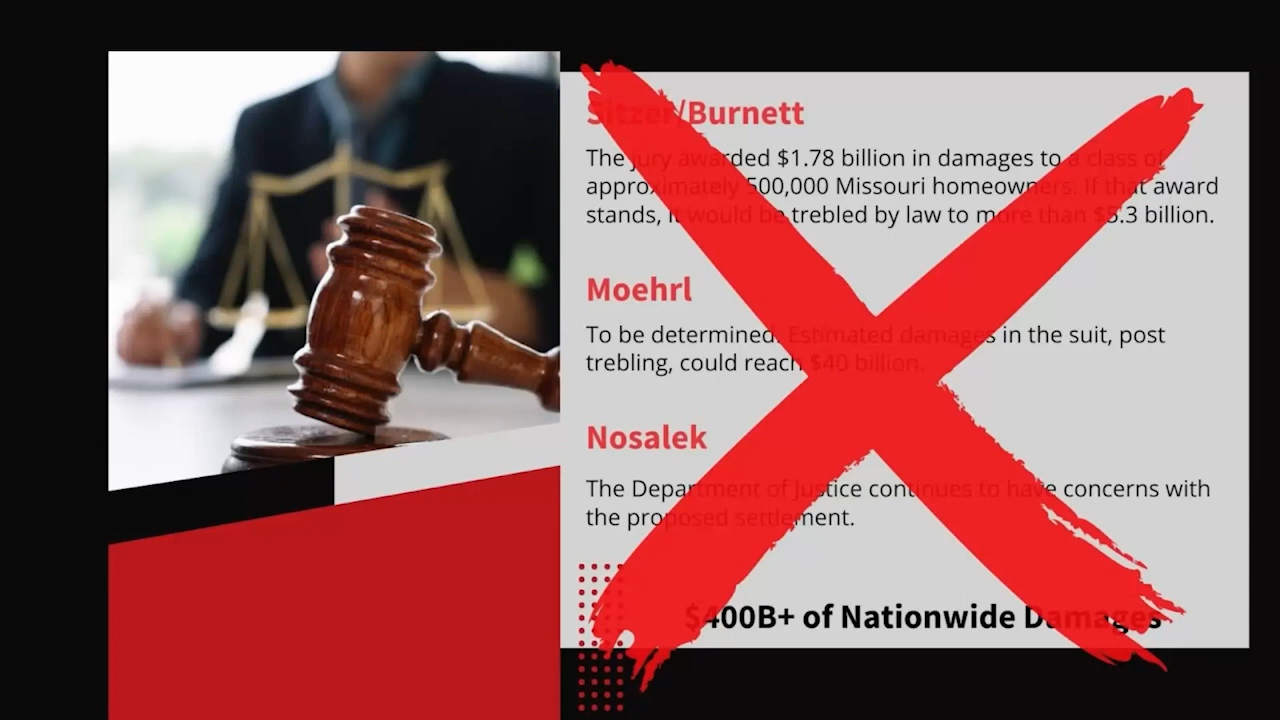 Sitzer/Burnett
The jury awarded $1.78 billion in damages to a class of
approximately 500,000 Missouri homeowners. If that award
stands, it would be trebled by law to more than $5.3 billion.
Moehrl
To be determined. Estimated damages in the suit, post
trebling, could reach $40 billion.
Nosalek
The Department of Justice continues to have concerns with
the proposed settlement.
$400B+ of Nationwide Damages